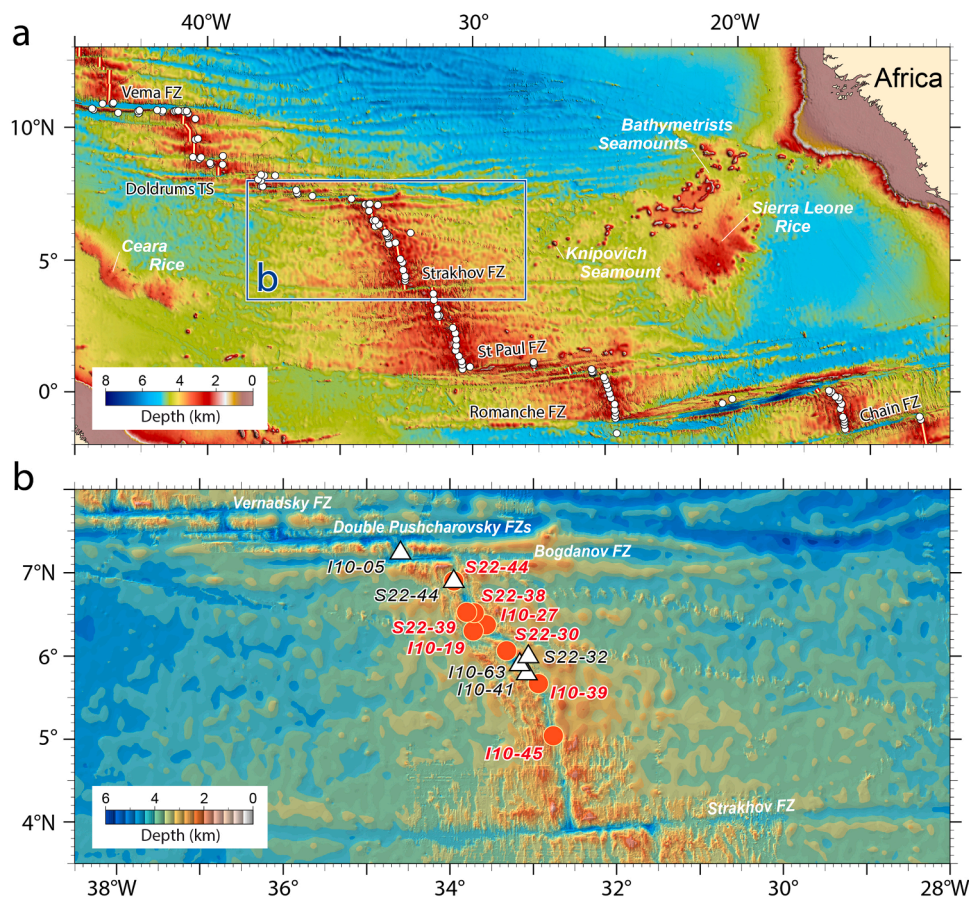 40°W
30°
20°W
a
Vema FZ
Africa
10°N
Bathymetrists
Seamounts
Doldrums TS
Sierra Leone
Rice
Ceara
Rice
Knipovich
Seamount
5°
b
Strakhov FZ
St Paul FZ
0°
8 6 4 2 0
Depth (km)
Romanche FZ
Chain FZ
b
Vernadsky FZ
Double Pushcharovsky FZs
Bogdanov FZ
I10-05
7°N
S22-44
S22-44
S22-38
I10-27
S22-39
S22-30
I10-19
6°
S22-32
I10-63
I10-41
I10-39
5°
I10-45
6 4 2 0
Depth (km)
Strakhov FZ
4°N
38°W
36°
34°
32°
30°
28°W